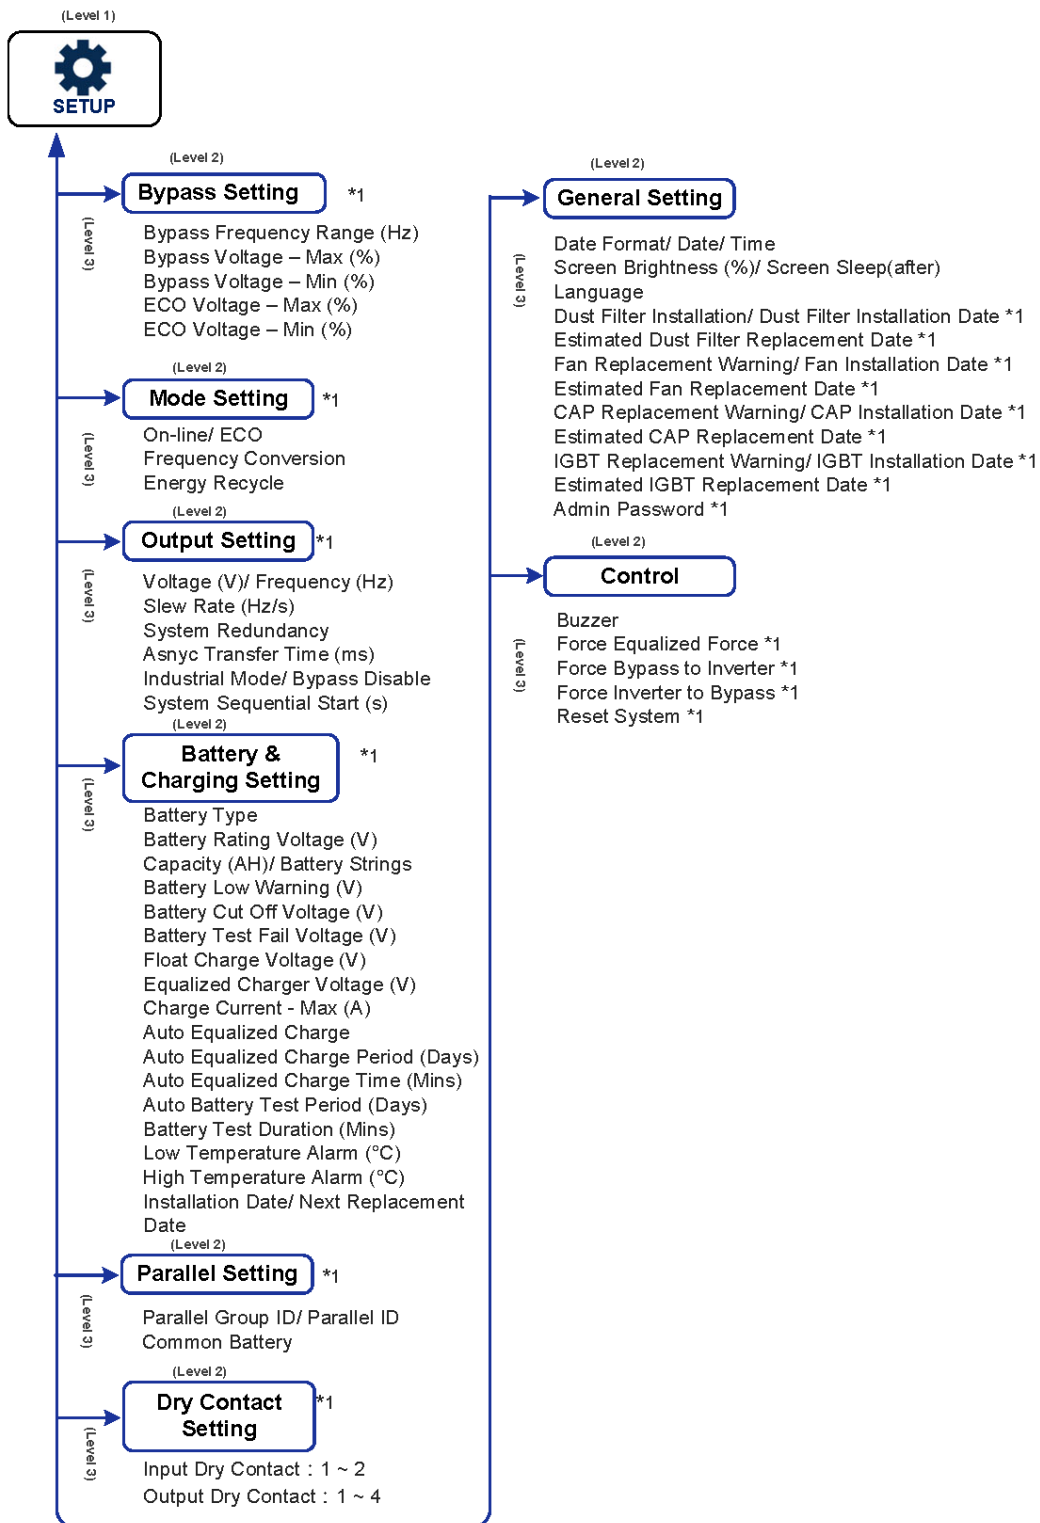 (Level 1)
SETUP
(Level 2)
Bypass Setting *1
(Level 3)
Bypass Frequency Range (Hz)
Bypass Voltage – Max (%)
Bypass Voltage – Min (%)
ECO Voltage – Max (%)
ECO Voltage – Min (%)
(Level 2)
Mode Setting *1
(Level 3)
On-line/ ECO
Frequency Conversion
Energy Recycle
(Level 2)
Output Setting *1
(Level 3)
Voltage (V)/ Frequency (Hz)
Slew Rate (Hz/s)
System Redundancy
Asnyc Transfer Time (ms)
Industrial Mode/ Bypass Disable
System Sequential Start (s)
(Level 2)
Battery & *1
Charging Setting
(Level 3)
Battery Type
Battery Rating Voltage (V)
Capacity (AH)/ Battery Strings
Battery Low Warning (V)
Battery Cut Off Voltage (V)
Battery Test Fail Voltage (V)
Float Charge Voltage (V)
Equalized Charger Voltage (V)
Charge Current - Max (A)
Auto Equalized Charge
Auto Equalized Charge Period (Days)
Auto Equalized Charge Time (Mins)
Auto Battery Test Period (Days)
Battery Test Duration (Mins)
Low Temperature Alarm (°C)
High Temperature Alarm (°C)
Installation Date/ Next Replacement
Date
(Level 2)
Parallel Setting *1
(Level 3)
Parallel Group ID/ Parallel ID
Common Battery
(Level 2)
Dry Contact *1
Setting
(Level 3)
Input Dry Contact : 1 ~ 2
Output Dry Contact : 1 ~ 4
(Level 2)
General Setting
(Level 3)
Date Format/ Date/ Time
Screen Brightness (%)/ Screen Sleep(after)
Language
Dust Filter Installation/ Dust Filter Installation Date *1
Estimated Dust Filter Replacement Date *1
Fan Replacement Warning/ Fan Installation Date *1
Estimated Fan Replacement Date *1
CAP Replacement Warning/ CAP Installation Date *1
Estimated CAP Replacement Date *1
IGBT Replacement Warning/ IGBT Installation Date *1
Estimated IGBT Replacement Date *1
Admin Password *1
(Level 2)
Control
(Level 3)
Buzzer
Force Equalized Force *1
Force Bypass to Inverter *1
Force Inverter to Bypass *1
Reset System *1